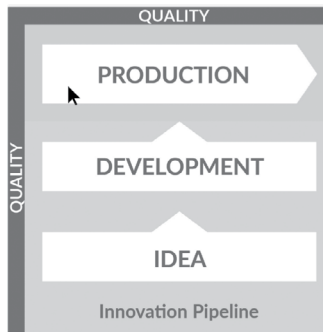 QUALITY
QUALITY
PRODUCTION
DEVELOPMENT
IDEA
Innovation Pipeline